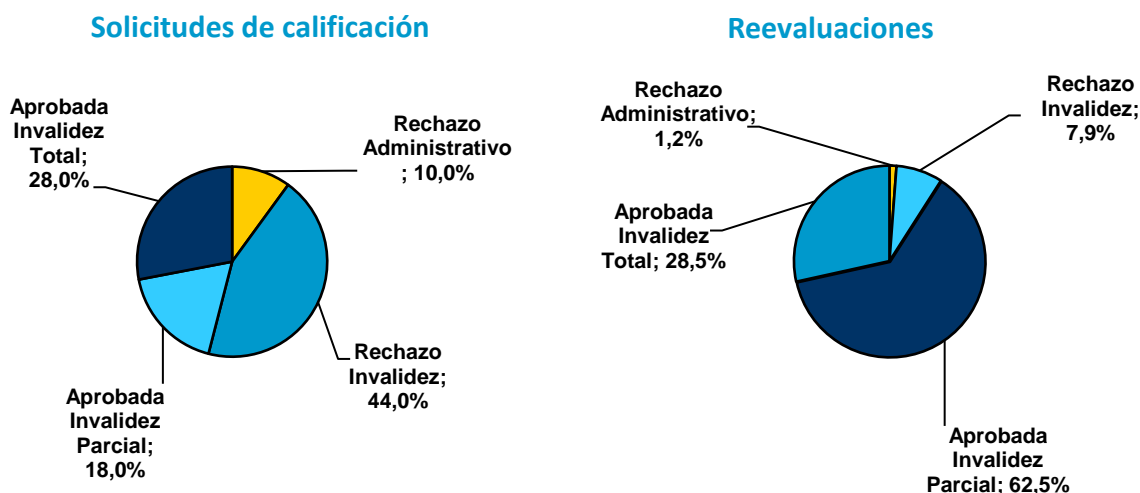 Solicitudes de calificación
Aprobada
Invalidez
Total;
28,0%
Rechazo
Administrativo
; 10,0%
Aprobada
Invalidez
Parcial;
18,0%
Rechazo
Invalidez;
44,0%
Reevaluaciones
Rechazo
Administrativo;
1,2%
Rechazo
Invalidez;
7,9%
Aprobada
Invalidez
Total; 28,5%
Aprobada
Invalidez
Parcial; 62,5%